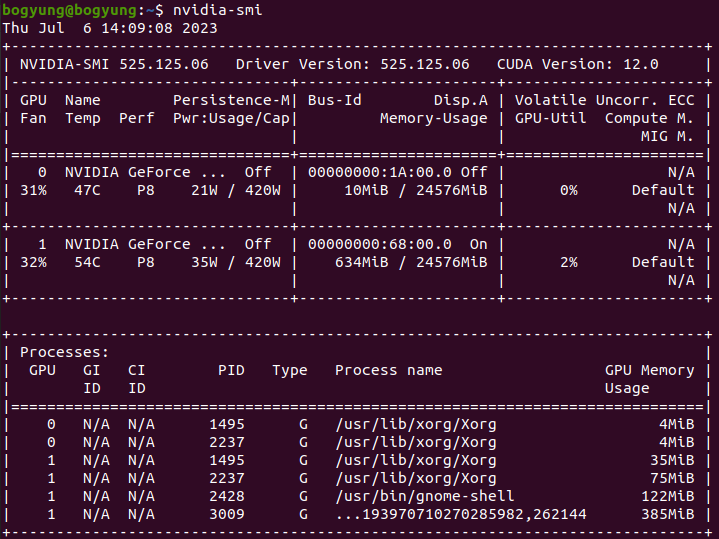 bogyung@bogyung:~$ nvidia-smi
Thu Jul  6 14:09:08 2023
+-----------------------------------------------------------------------------+
| NVIDIA-SMI 525.125.06   Driver Version: 525.125.06   CUDA Version: 12.0     |
|-------------------------------+----------------------+----------------------+
| GPU  Name        Persistence-M| Bus-Id        Disp.A | Volatile Uncorr. ECC |
| Fan  Temp  Perf  Pwr:Usage/Cap|         Memory-Usage | GPU-Util  Compute M. |
|                               |                      |               MIG M. |
|===============================+======================+======================|
|   0  NVIDIA GeForce ...  Off  | 00000000:1A:00.0 Off |                  N/A |
| 31%   47C    P8    21W / 420W |     10MiB / 24576MiB |      0%      Default |
|                               |                      |                  N/A |
+-------------------------------+----------------------+----------------------+
|   1  NVIDIA GeForce ...  Off  | 00000000:68:00.0  On |                  N/A |
| 32%   54C    P8    35W / 420W |    634MiB / 24576MiB |      2%      Default |
|                               |                      |                  N/A |
+-------------------------------+----------------------+----------------------+

+-----------------------------------------------------------------------------+
| Processes:                                                                  |
|  GPU   GI   CI        PID   Type   Process name                  GPU Memory |
|        ID   ID                                                   Usage      |
|=============================================================================|
|    0   N/A  N/A      1495      G   /usr/lib/xorg/Xorg                  4MiB |
|    0   N/A  N/A      2237      G   /usr/lib/xorg/Xorg                  4MiB |
|    1   N/A  N/A      1495      G   /usr/lib/xorg/Xorg                 35MiB |
|    1   N/A  N/A      2237      G   /usr/lib/xorg/Xorg                 75MiB |
|    1   N/A  N/A      2428      G   /usr/bin/gnome-shell              122MiB |
|    1   N/A  N/A      3009      G   ...193970710270285982,262144      385MiB |
+-----------------------------------------------------------------------------+